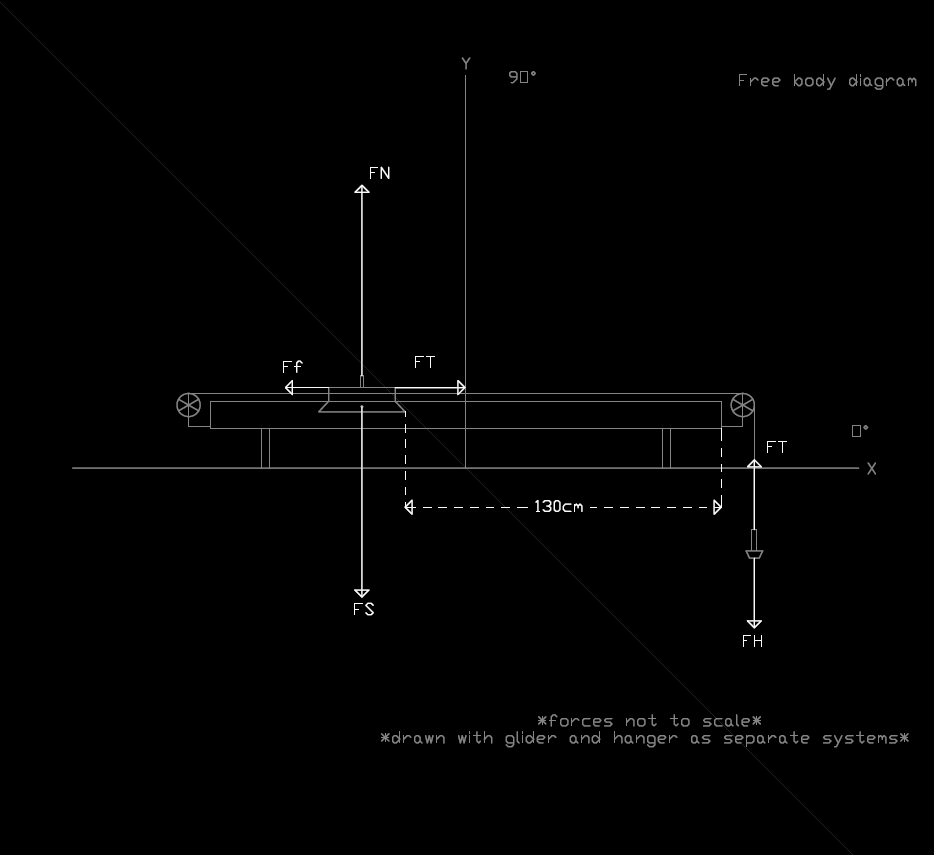 Y
9▯°
Free body diagram
FN
Ff
FT
▯°
FT
X
130cm
FS
FH
*forces not to scale*
*drawn with glider and hanger as separate systems*